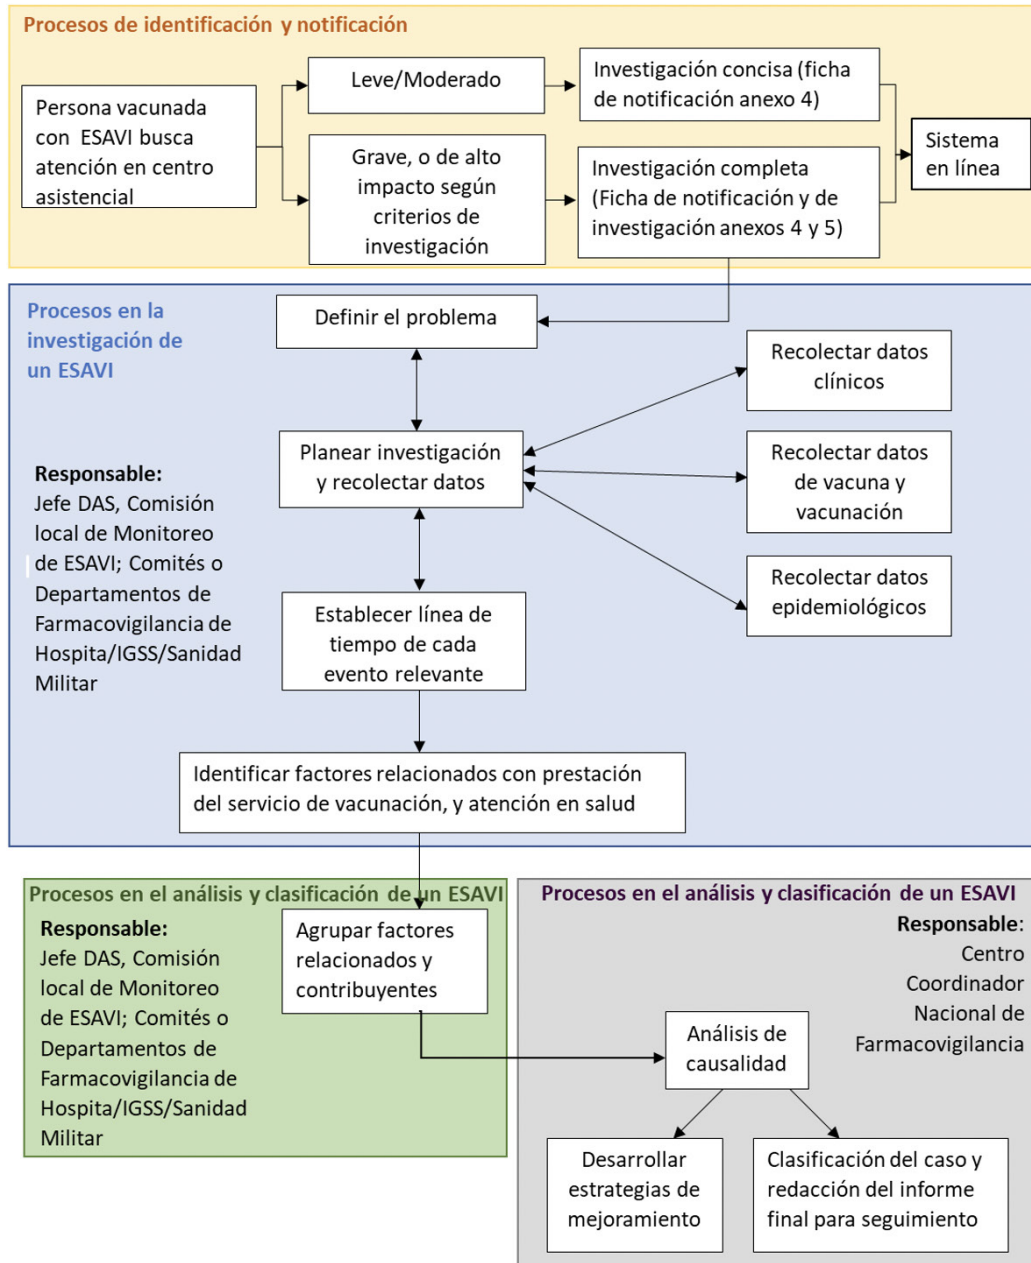 Procesos de identificación y notificación
Persona vacunada
con ESAVI busca
atención en centro
asistencial
Leve/Moderado
Grave, o de alto
impacto según
criterios de
investigación
Investigación concisa (ficha
de notificación anexo 4)
Investigación completa
(Ficha de notificación y de
investigación anexos 4 y 5)
Sistema
en línea
Procesos en la
investigación de
un ESAVI
Definir el problema
Planear investigación
y recolectar datos
Recolectar datos
clínicos
Recolectar datos
de vacuna y
vacunación
Recolectar datos
epidemiológicos
Responsable:
Jefe DAS, Comisión
local de Monitoreo
de ESAVI; Comités o
Departamentos de
Farmacovigilancia de
Hospita/IGSS/Sanidad
Militar
Establecer línea de
tiempo de cada
evento relevante
Identificar factores relacionados con prestación
del servicio de vacunación, y atención en salud
Procesos en el análisis y clasificación de un ESAVI
Responsable:
Jefe DAS, Comisión
local de Monitoreo
de ESAVI; Comités o
Departamentos de
Farmacovigilancia de
Hospita/IGSS/Sanidad
Militar
Agrupar factores
relacionados y
contribuyentes
Procesos en el análisis y clasificación de un ESAVI
Responsable:
Centro
Coordinador
Nacional de
Farmacovigilancia
Análisis de
causalidad
Desarrollar
estrategias de
mejoramiento
Clasificación del caso y
redacción del informe
final para seguimiento